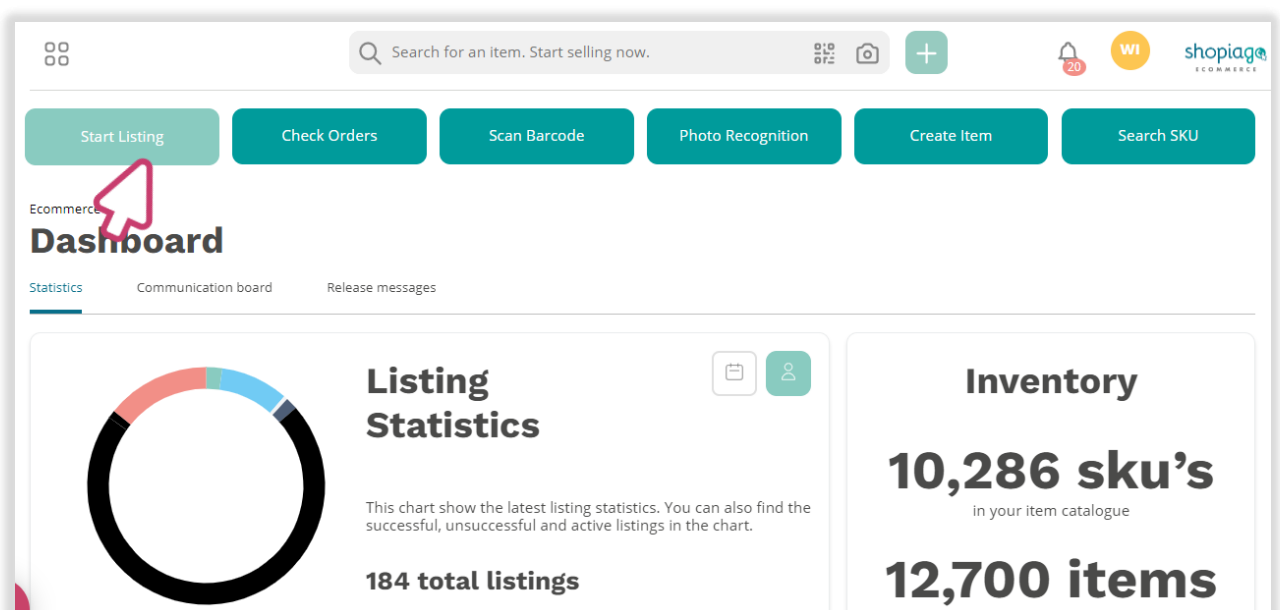 Search for an item. Start selling now.
20
WI
shopiago
ECOMMERCE
Start Listing
Check Orders
Scan Barcode
Photo Recognition
Create Item
Search SKU
Ecommerce
Dashboard
Statistics
Communication board
Release messages
Listing
Statistics
This chart show the latest listing statistics. You can also find the
successful, unsuccessful and active listings in the chart.
184 total listings
Inventory
10,286 sku’s
in your item catalogue
12,700 items